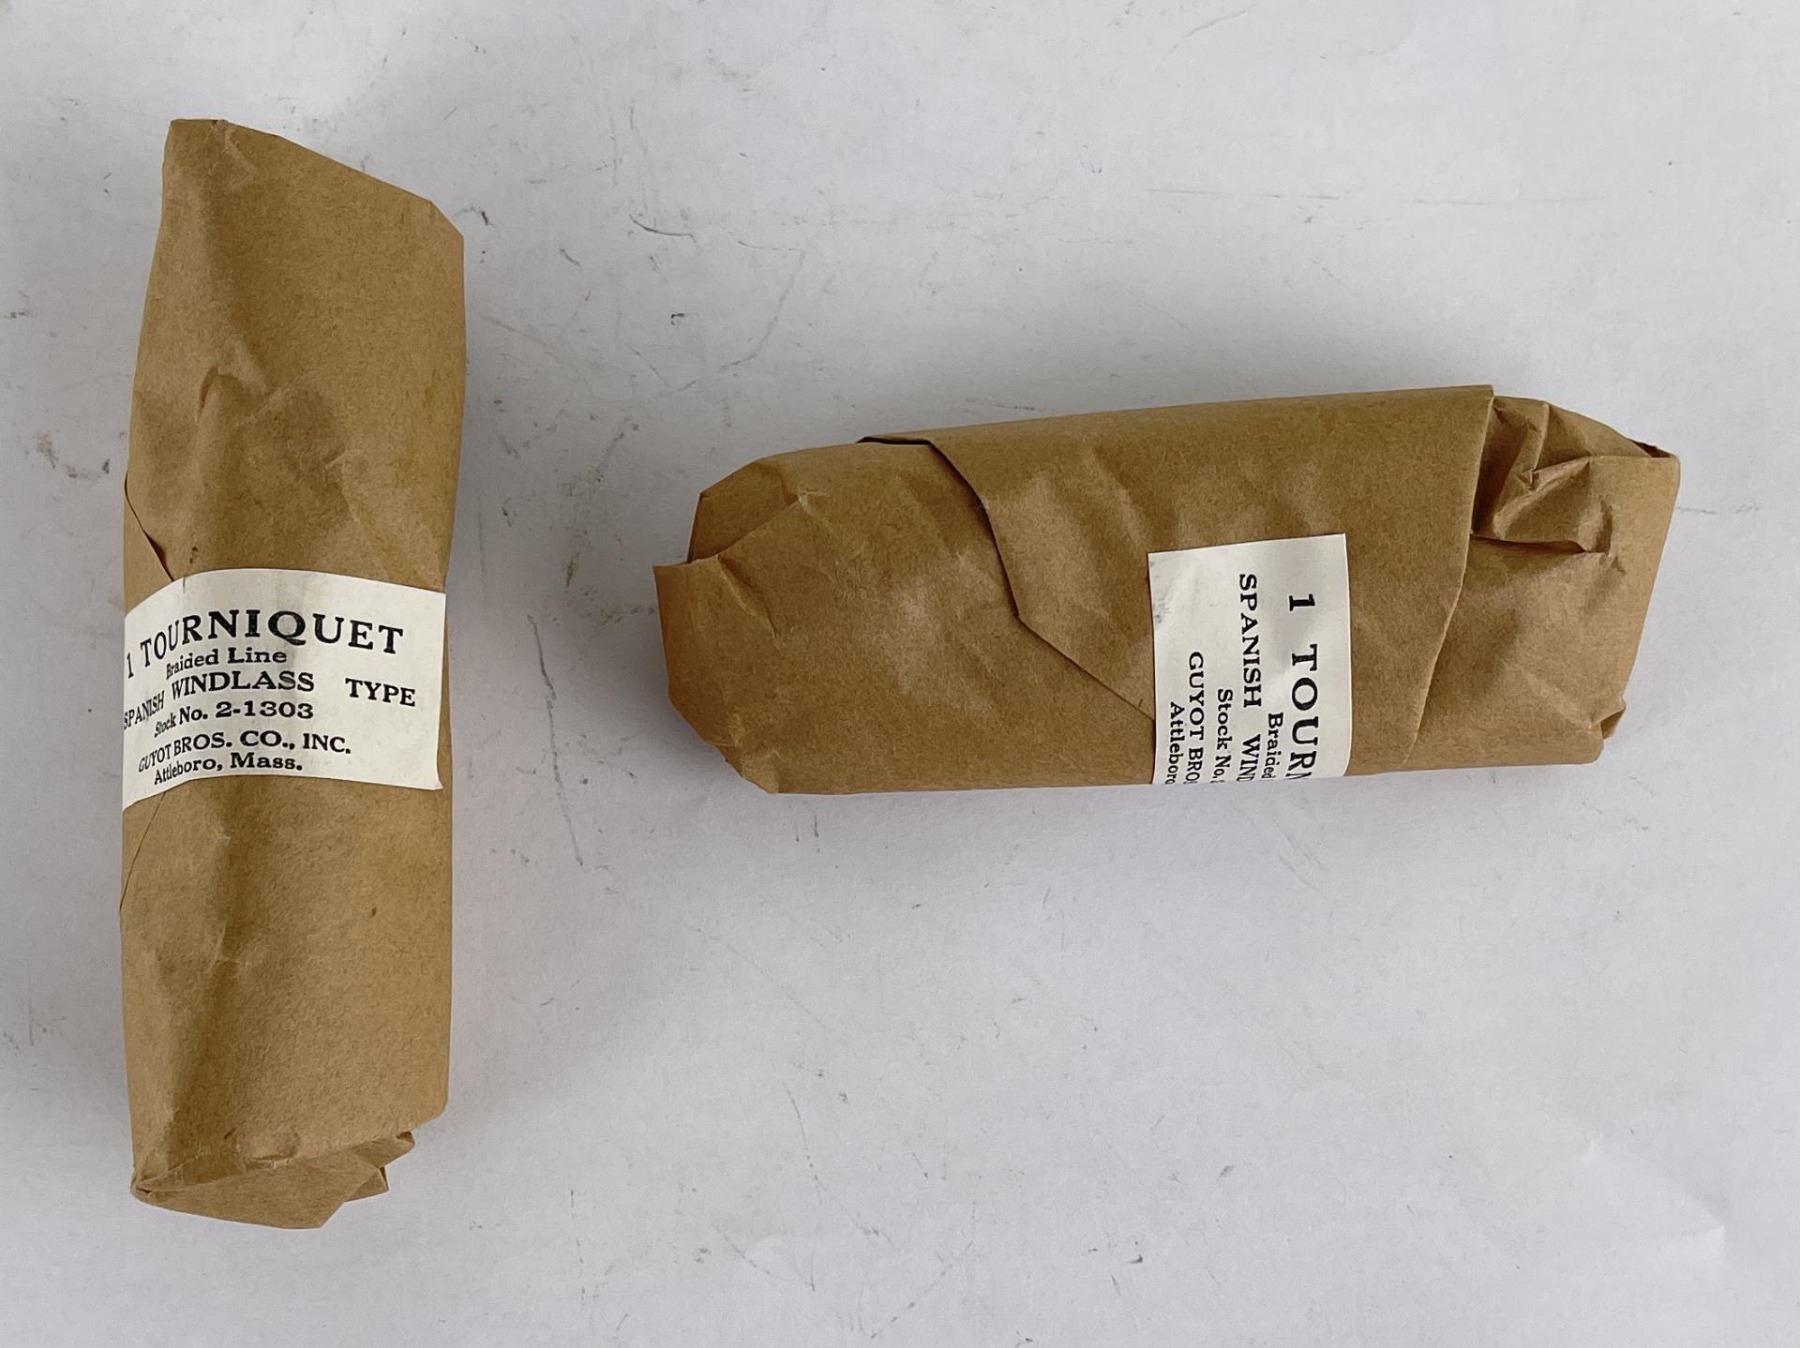 1 TOURNIQUET
Braided Line
SPANISH WINDLASS TYPE
Stock No. 2-1303
GUYOT BROS. CO., INC.
Attleboro, Mass.
1 TOURN
Braided
SPANISH WIND
Stock No.
GUYOT BRO
Attleboro